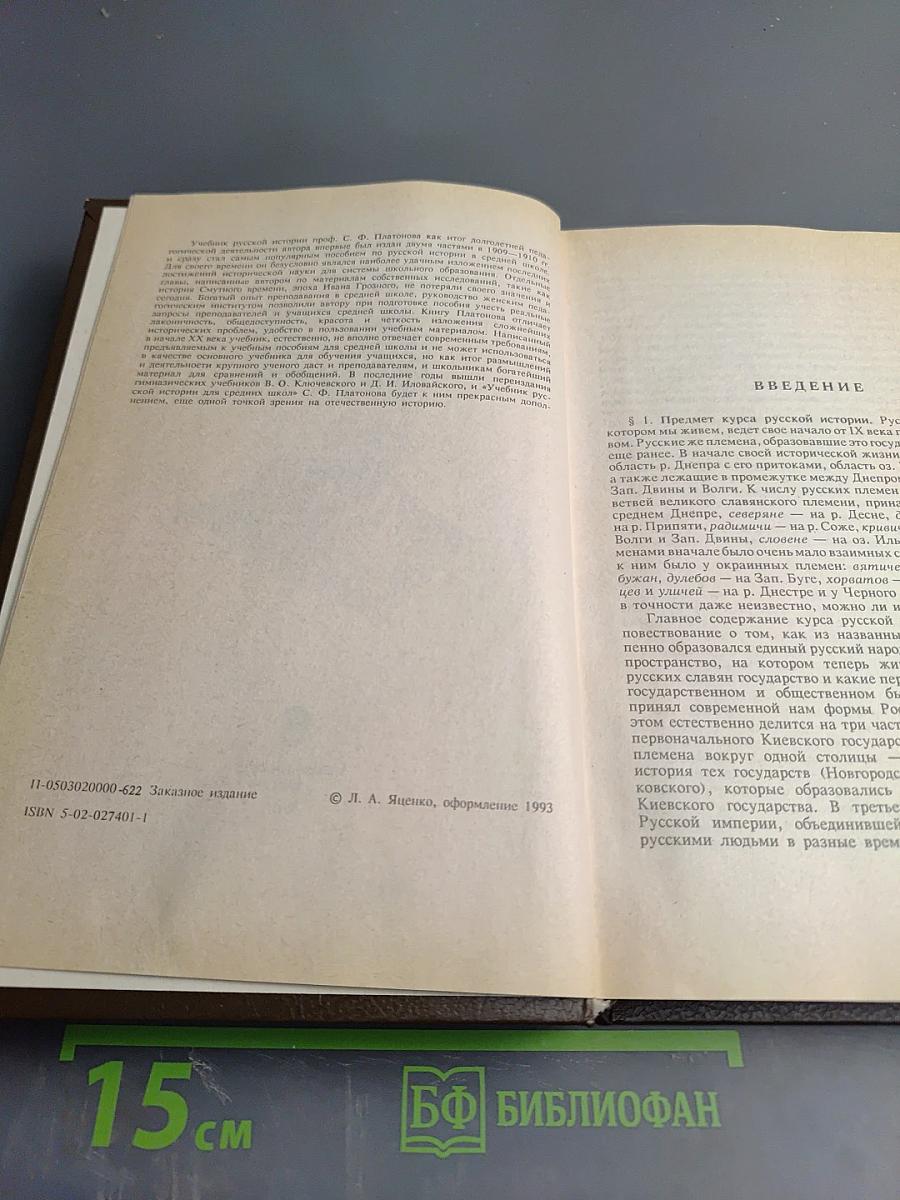 Учебник русской истории проф. С. Ф. Платонова как итог долголетней педа-
гогической деятельности автора впервые был издан двумя частями в 1909—1910 гг.
и сразу стал самым популярным пособием по русской истории в средней школе.
Для своего времени он безусловно являлся наиболее удачным изложением последних
достижений исторической науки для системы школьного образования. Отдельные
главы, написанные автором по материалам собственных исследований, такие как
история Смутного времени, эпоха Ивана Грозного, не потеряли своего значения и
сегодня. Богатый опыт преподавания в средней школе, руководство женским педа-
гогическим институтом позволили автору при подготовке пособия учесть реальные
запросы преподавателей и учащихся средней школы. Книгу Платонова отличает
лаконичность, общедоступность, красота и четкость изложения сложнейших
исторических проблем, удобство в пользовании учебным материалом. Написанный
в начале XX века учебник, естественно, не вполне отвечает современным требованиям,
предъявляемым к учебным пособиям для средней школы и не может использоваться
в качестве основного учебника для обучения учащихся, но как итог размышлений
и деятельности крупного ученого даст и преподавателям, и школьникам богатейший
материал для сравнений и обобщений. В последние годы вышли переиздания
гимназических учебников В. О. Ключевского и Д. И. Иловайского, и «Учебник рус-
ской истории для средних школ» С. Ф. Платонова будет к ним прекрасным допол-
нением, еще одной точкой зрения на отечественную историю.
П-0503020000-622 Заказное издание
ISBN 5-02-027401-1
© Л. А. Яценко, оформление 1993
ВВЕДЕНИЕ
§ 1. Предмет курса русской истории. Рус
котором мы живем, ведет свое начало от IX века п
вом. Русские же племена, образовавшие это госуд
еще ранее. В начале своей исторической жизни
область р. Днепра с его притоками, область оз.
а также лежащие в промежутке между Днепром
Зап. Двины и Волги. К числу русских племен
ветвей великого славянского племени, прина
среднем Днепре, северяне — на р. Десне, д
на р. Припяти, радимичи — на р. Соже, кривич
Волги и Зап. Двины, словене — на оз. Иль
менами вначале было очень мало взаимных с
к ним было у окраинных племен: вятиче
бужан, дулебов — на Зап. Буге, хорватов —
цев и уличей — на р. Днестре и у Черного
в точности даже неизвестно, можно ли и
Главное содержание курса русской
повествование о том, как из названны
пенно образовался единый русский наро
пространство, на котором теперь жи
русских славян государство и какие пер
государственном и общественном бы
принял современной нам формы Рос
этом естественно делится на три част
первоначального Киевского государс
племена вокруг одной столицы —
история тех государств (Новгородс
ковского), которые образовались
Киевского государства. В третье
Русской империи, объединившей
русскими людьми в разные врем
15 см
БФ БИБЛИОФАН